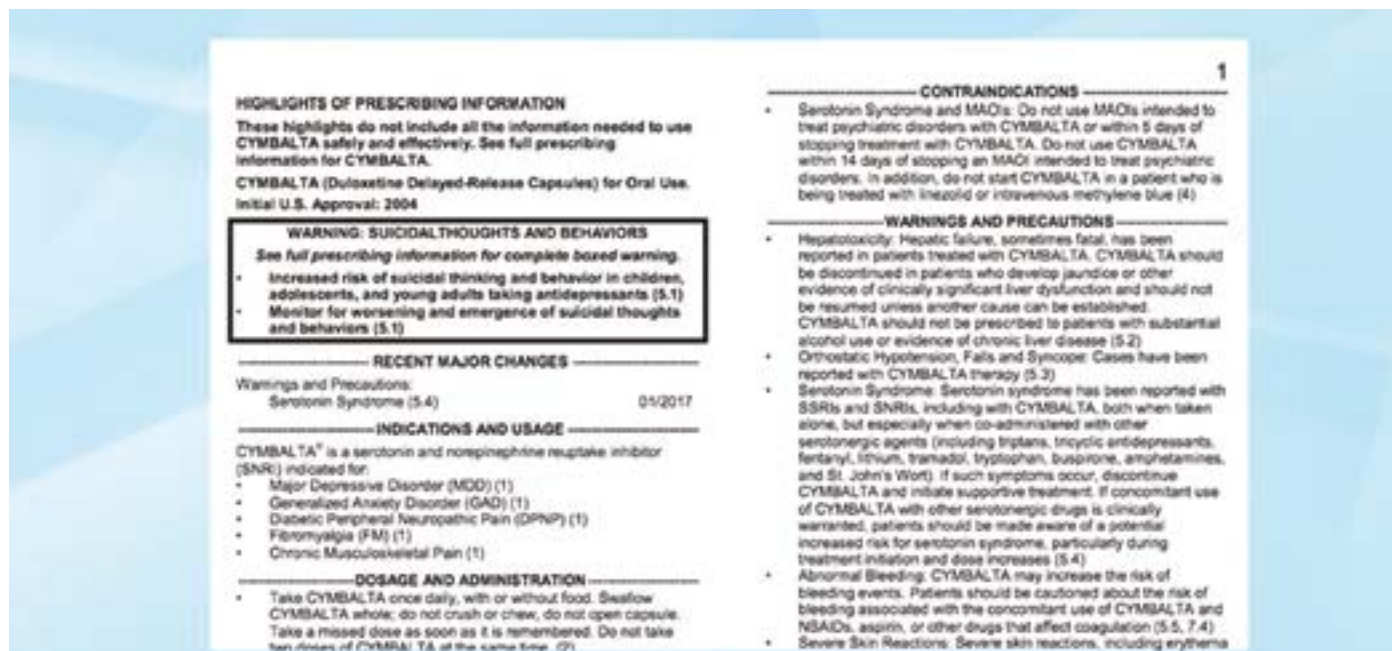 1
HIGHLIGHTS OF PRESCRIBING INFORMATION
These highlights do not include all the information needed to use
CYMBALTA safely and effectively. See full prescribing
information for CYMBALTA.
CYMBALTA (Duloxetine Delayed-Release Capsules) for Oral Use.
Initial U.S. Approval: 2004
WARNING: SUICIDALTHOUGHTS AND BEHAVIORS
See full prescribing information for complete boxed warning.
• Increased risk of suicidal thinking and behavior in children,
adolescents, and young adults taking antidepressants (5.1)
• Monitor for worsening and emergence of suicidal thoughts
and behaviors (5.1)
RECENT MAJOR CHANGES
Warnings and Precautions:
Serotonin Syndrome (5.4) 01/2017
INDICATIONS AND USAGE
CYMBALTA® is a serotonin and norepinephrine reuptake inhibitor
(SNRI) indicated for:
• Major Depressive Disorder (MDD) (1)
• Generalized Anxiety Disorder (GAD) (1)
• Diabetic Peripheral Neuropathic Pain (DPNP) (1)
• Fibromyalgia (FM) (1)
• Chronic Musculoskeletal Pain (1)
DOSAGE AND ADMINISTRATION
• Take CYMBALTA once daily, with or without food. Swallow
CYMBALTA whole; do not crush or chew, do not open capsule.
Take a missed dose as soon as it is remembered. Do not take
two doses of CYMBALTA at the same time. (2)
CONTRAINDICATIONS
• Serotonin Syndrome and MAOIs: Do not use MAOIs intended to
treat psychiatric disorders with CYMBALTA or within 5 days of
stopping treatment with CYMBALTA. Do not use CYMBALTA
within 14 days of stopping an MAOI intended to treat psychiatric
disorders. In addition, do not start CYMBALTA in a patient who is
being treated with linezolid or intravenous methylene blue (4)
WARNINGS AND PRECAUTIONS
• Hepatotoxicity: Hepatic failure, sometimes fatal, has been
reported in patients treated with CYMBALTA. CYMBALTA should
be discontinued in patients who develop jaundice or other
evidence of clinically significant liver dysfunction and should not
be resumed unless another cause can be established.
CYMBALTA should not be prescribed to patients with substantial
alcohol use or evidence of chronic liver disease (5.2)
• Orthostatic Hypotension, Falls and Syncope: Cases have been
reported with CYMBALTA therapy (5.3)
• Serotonin Syndrome: Serotonin syndrome has been reported with
SSRIs and SNRIs, including with CYMBALTA, both when taken
alone, but especially when co-administered with other
serotonergic agents (including triptans, tricyclic antidepressants,
fentanyl, lithium, tramadol, tryptophan, buspirone, amphetamines,
and St. John's Wort). If such symptoms occur, discontinue
CYMBALTA and initiate supportive treatment. If concomitant use
of CYMBALTA with other serotonergic drugs is clinically
warranted, patients should be made aware of a potential
increased risk for serotonin syndrome, particularly during
treatment initiation and dose increases (5.4)
• Abnormal Bleeding: CYMBALTA may increase the risk of
bleeding events. Patients should be cautioned about the risk of
bleeding associated with the concomitant use of CYMBALTA and
NSAIDs, aspirin, or other drugs that affect coagulation (5.5, 7.4)
• Severe Skin Reactions: Severe skin reactions, including erythema